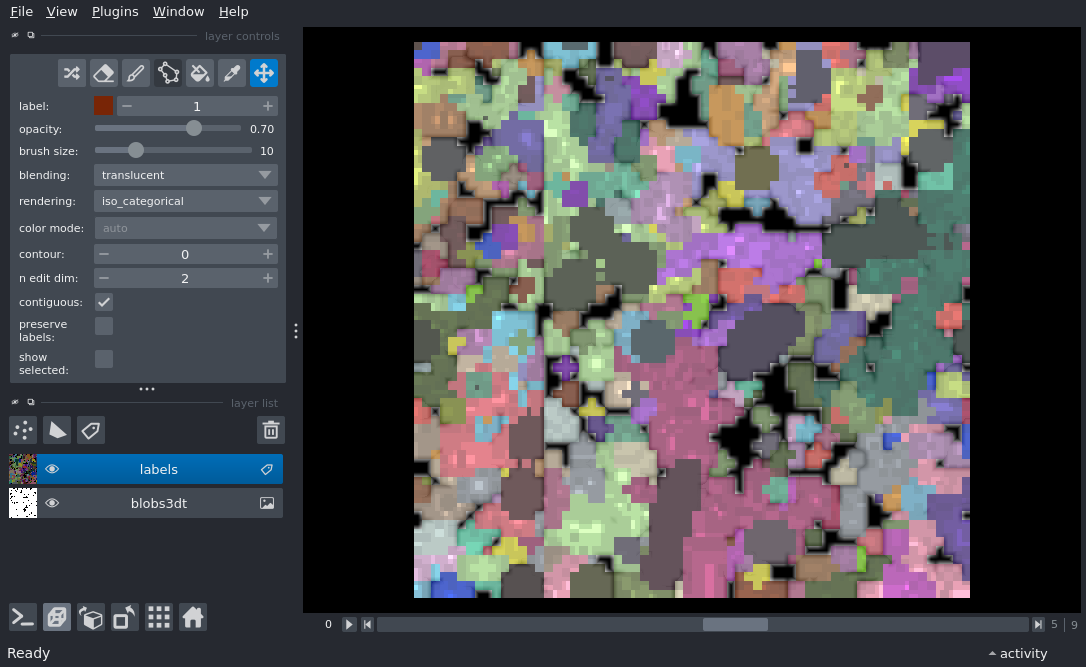 File View Plugins Window Help
layer controls
label: 1
opacity: 0.70
brush size: 10
blending: translucent
rendering: iso_categorical
color mode: auto
contour: 0
n edit dim: 2
contiguous:
preserve
labels:
show
selected:
layer list
labels
blobs3dt
0 5 | 9
Ready activity